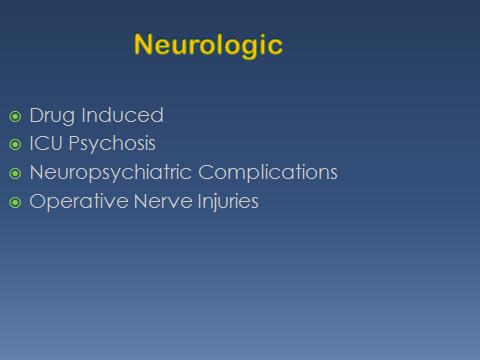 Neurologic
Drug Induced
ICU Psychosis
Neuropsychiatric Complications
Operative Nerve Injuries